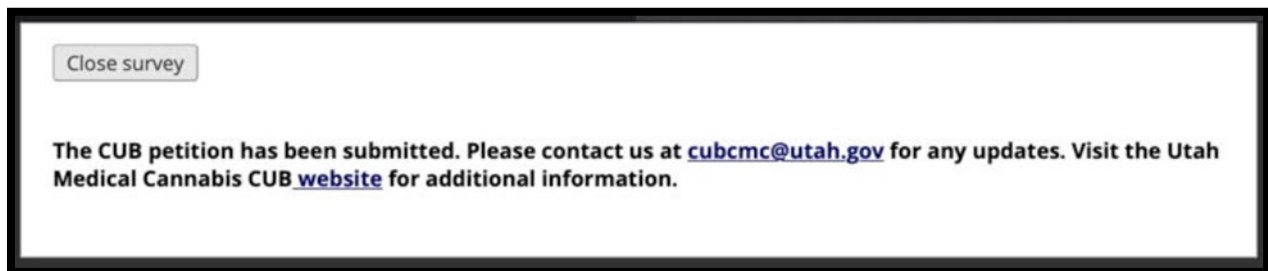 Close survey
The CUB petition has been submitted. Please contact us at cubcmc@utah.gov for any updates. Visit the Utah
Medical Cannabis CUB website for additional information.